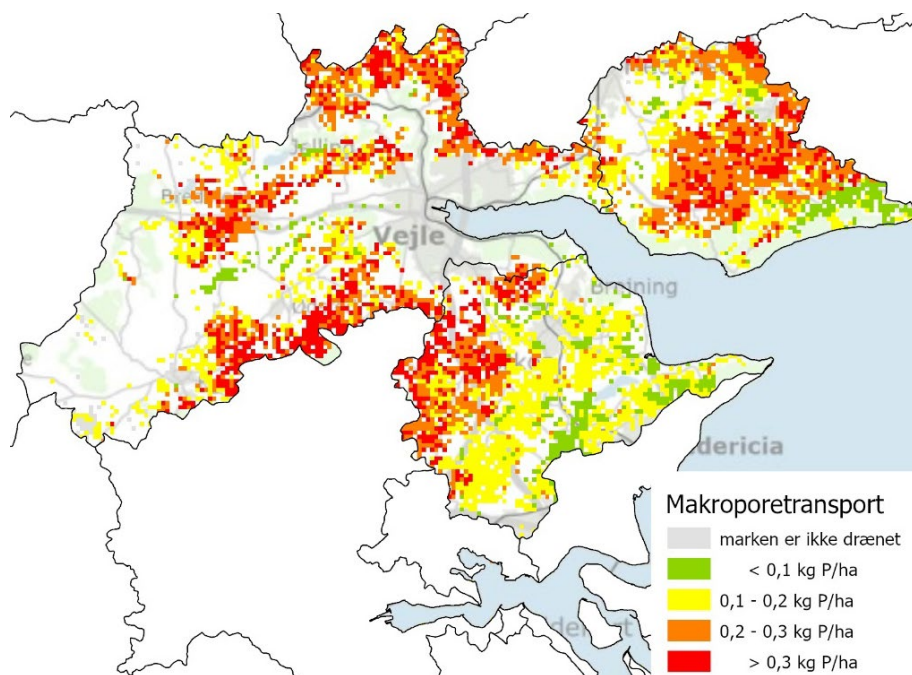 Jelling
Vejle
Makroporetransport
marken er ikke drænet
< 0,1 kg P/ha
0,1 - 0,2 kg P/ha
0,2 - 0,3 kg P/ha
> 0,3 kg P/ha